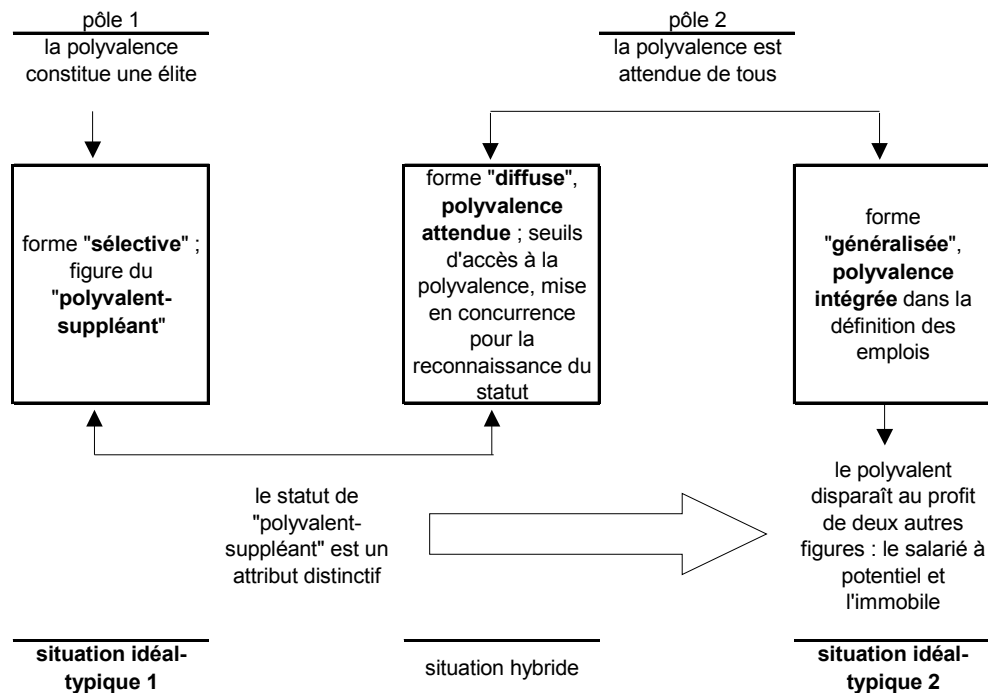 pôle 1
la polyvalence
constitue une élite
pôle 2
la polyvalence est
attendue de tous
forme "sélective" ;
figure du
"polyvalent-
suppléant"
forme "diffuse",
polyvalence
attendue ; seuils
d'accès à la
polyvalence, mise
en concurrence
pour la
reconnaissance du
statut
forme
"généralisée",
polyvalence
intégrée dans la
définition des
emplois
le statut de
"polyvalent-
suppléant" est un
attribut distinctif
le polyvalent
disparaît au profit
de deux autres
figures : le salarié à
potentiel et
l'immobile
situation idéal-
typique 1
situation hybride
situation idéal-
typique 2